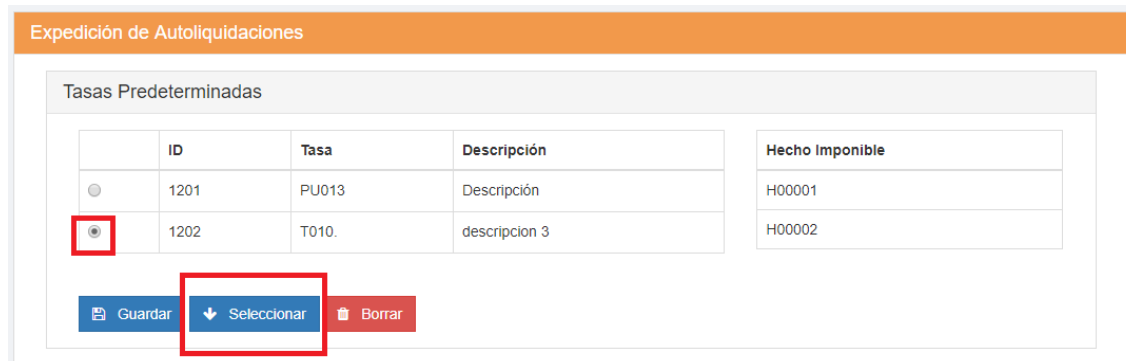 Expedición de Autoliquidaciones
Tasas Predeterminadas
ID Tasa Descripción Hecho Imponible
1201 PU013 Descripción H00001
1202 T010. descripcion 3 H00002
Guardar Seleccionar Borrar